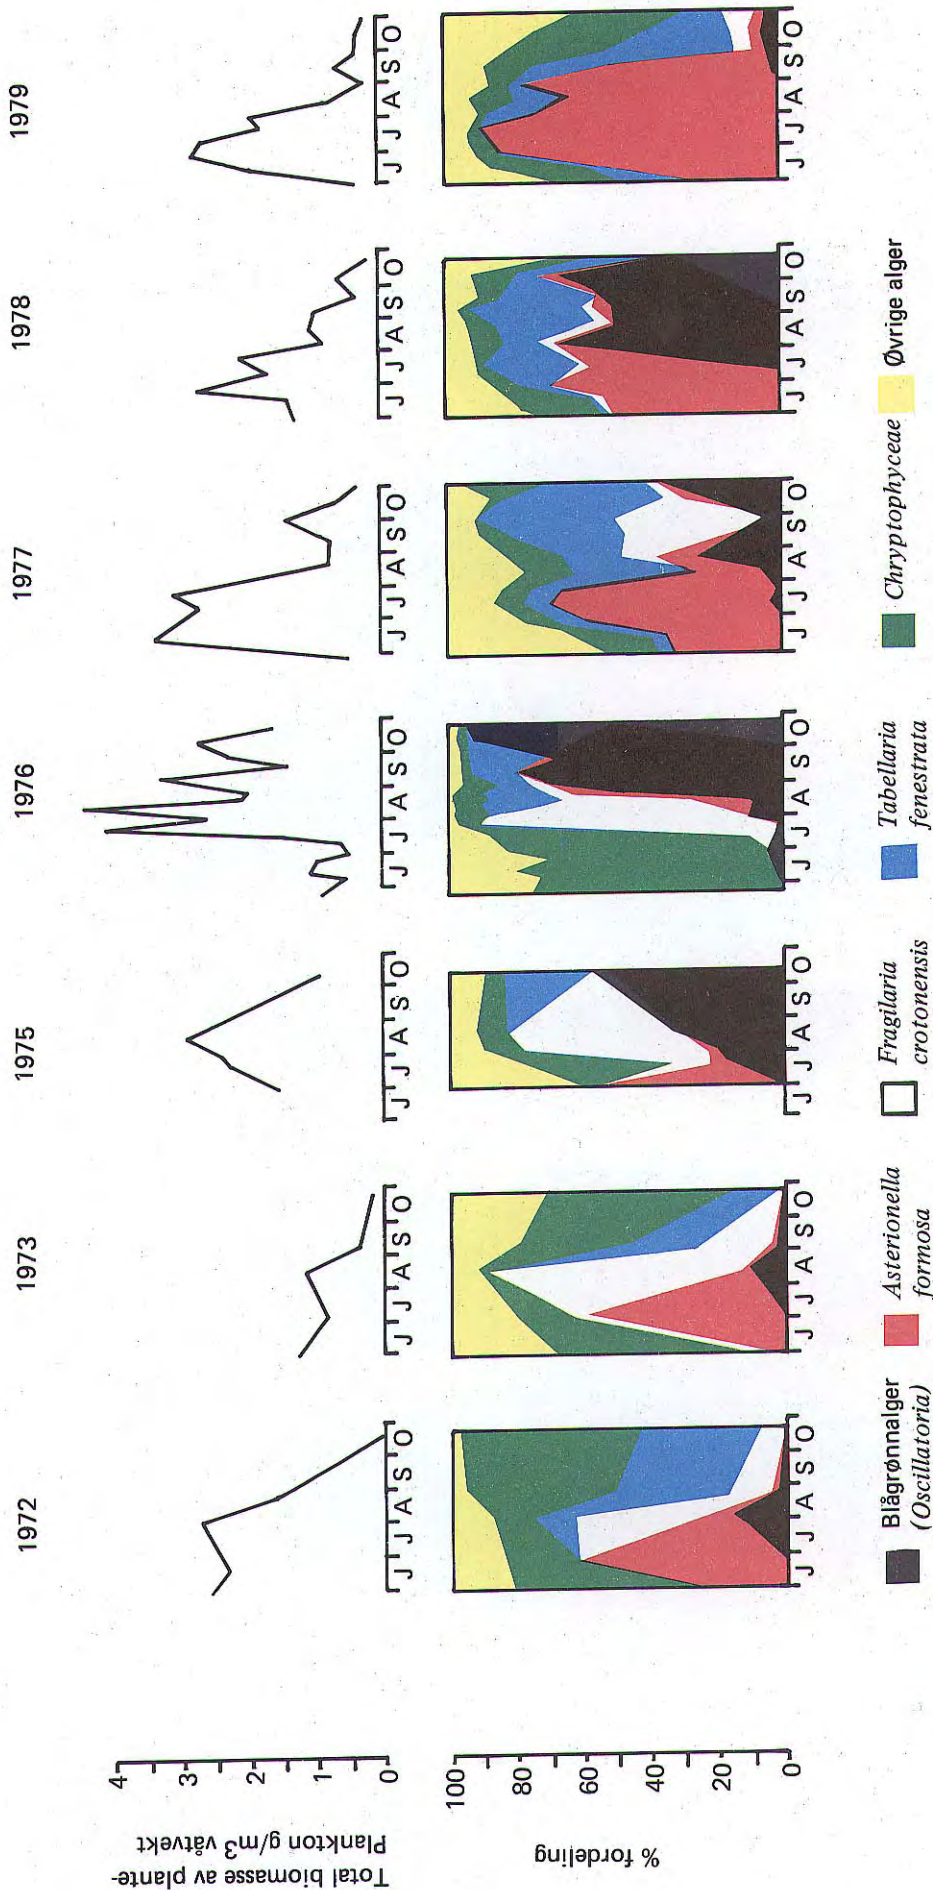 1972
1973
1975
1976
1977
1978
1979
Total biomasse av plante-
Plankton g/m3 våtvekt
4
3
2
1
0
J J A S O
J J A S O
J J A S O
J J A S O
J J A S O
J J A S O
J J A S O
% fordeling
100
80
60
40
20
0
J J A S O
J J A S O
J J A S O
J J A S O
J J A S O
J J A S O
J J A S O
Blågrønnalger
(Oscillatoria)
Asterionella
formosa
Fragilaria
crotonensis
Tabellaria
fenestrata
Chryptophyceae
Øvrige alger